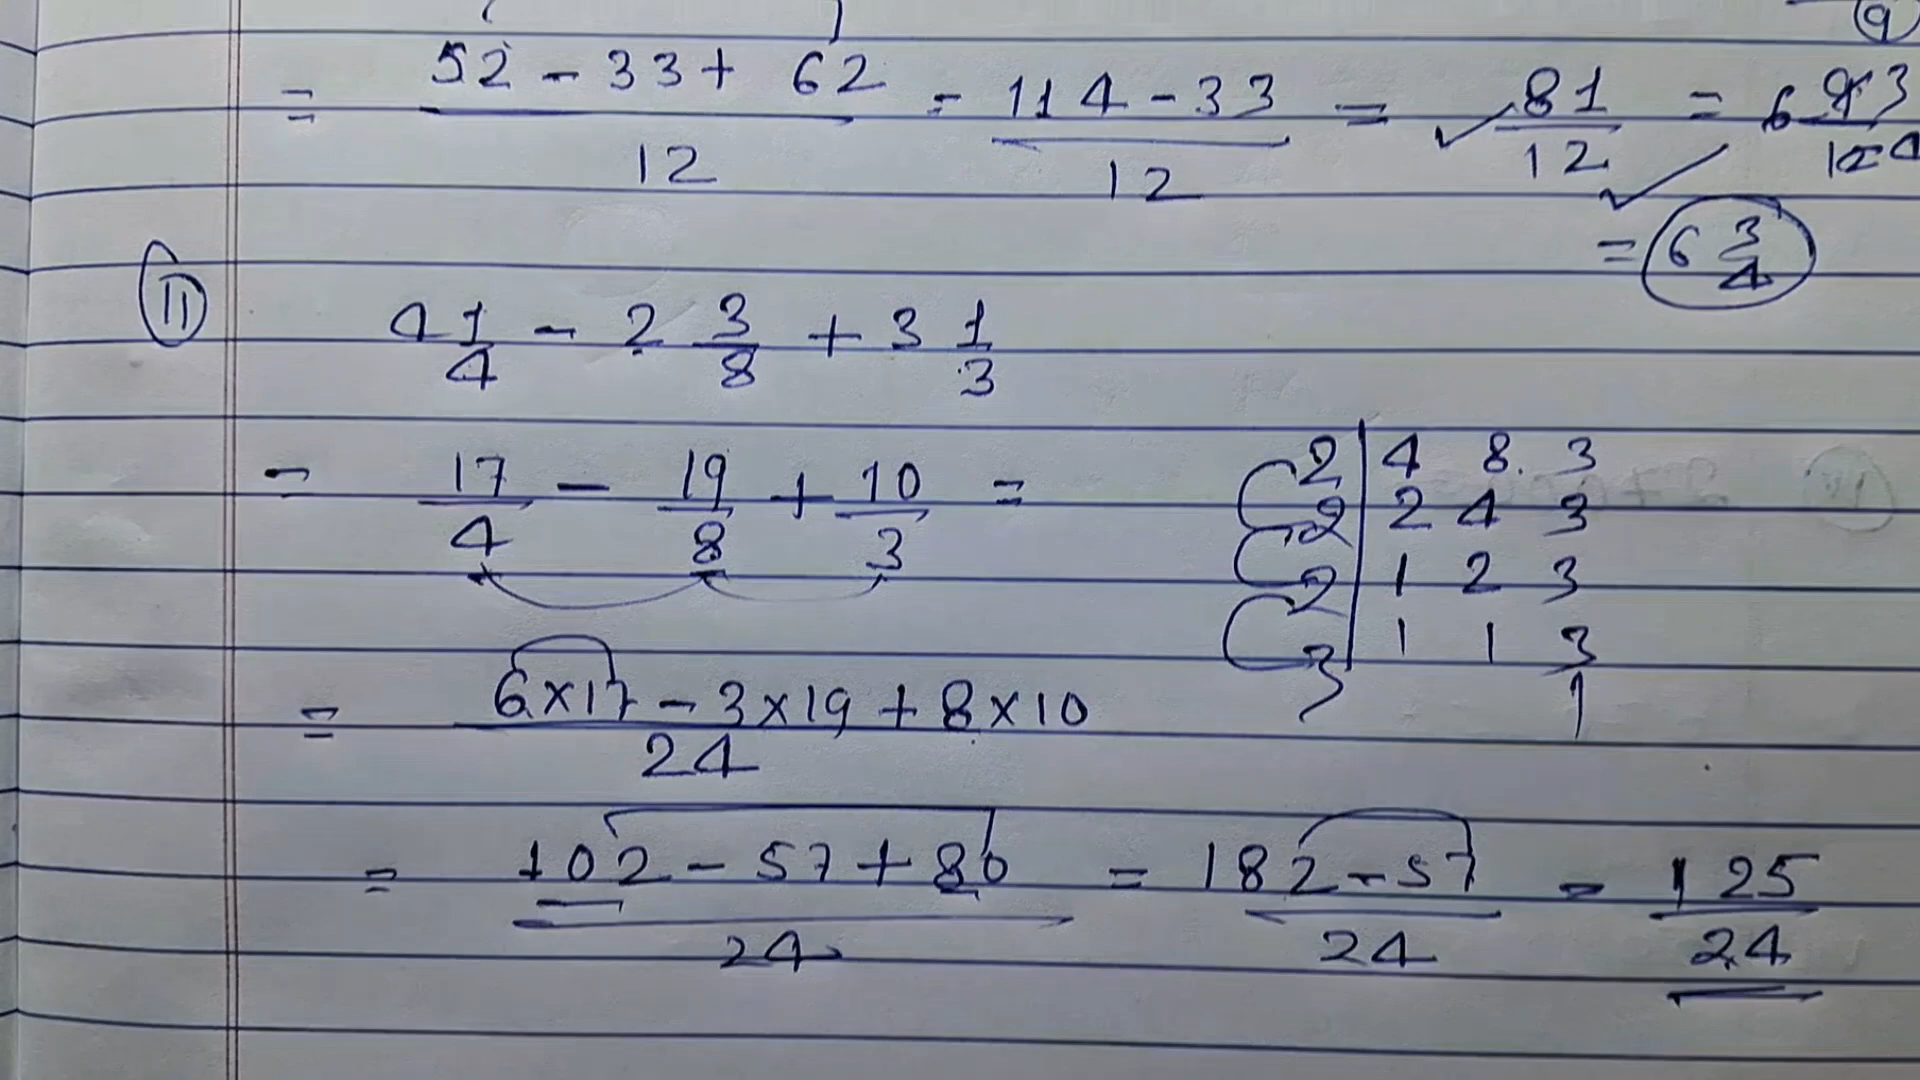 9
= (52 - 33 + 62)/12 = (114 - 33)/12 = 81/12 = 6 9 3/12 4
= 6 3/4
11 4 1/4 - 2 3/8 + 3 1/3
= 17/4 - 19/8 + 10/3 =
2 | 4 8. 3
2 | 2 4 3
2 | 1 2 3
3 | 1 1 3
1
= (6×17 - 3×19 + 8×10)/24
= (102 - 57 + 80)/24 = (182 - 57)/24 = 125/24